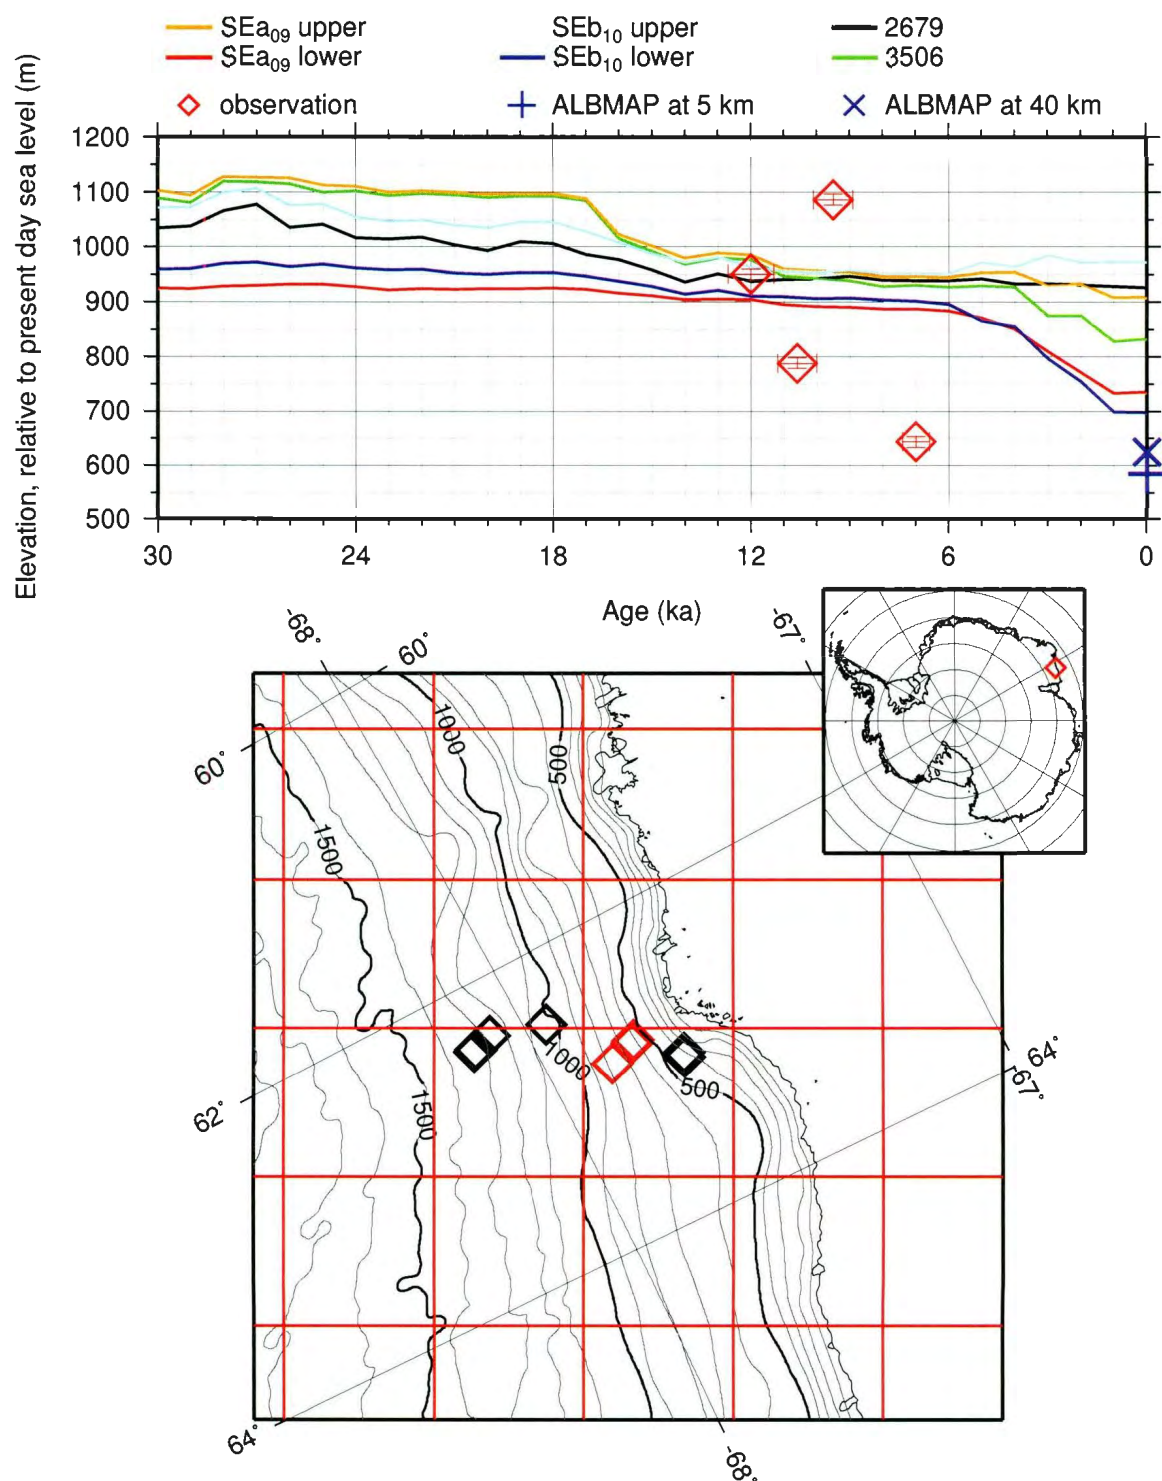 SEa09 upper SEb10 upper 2679
SEa09 lower SEb10 lower 3506
observation ALBMAP at 5 km ALBMAP at 40 km
Elevation, relative to present day sea level (m)
1200
1100
1000
900
800
700
600
500
30 24 18 12 6 0
Age (ka)
-68° 60° -67°
1000
500
60°
1500
1000
64°
-67°
500
62°
1500
64°
-68°